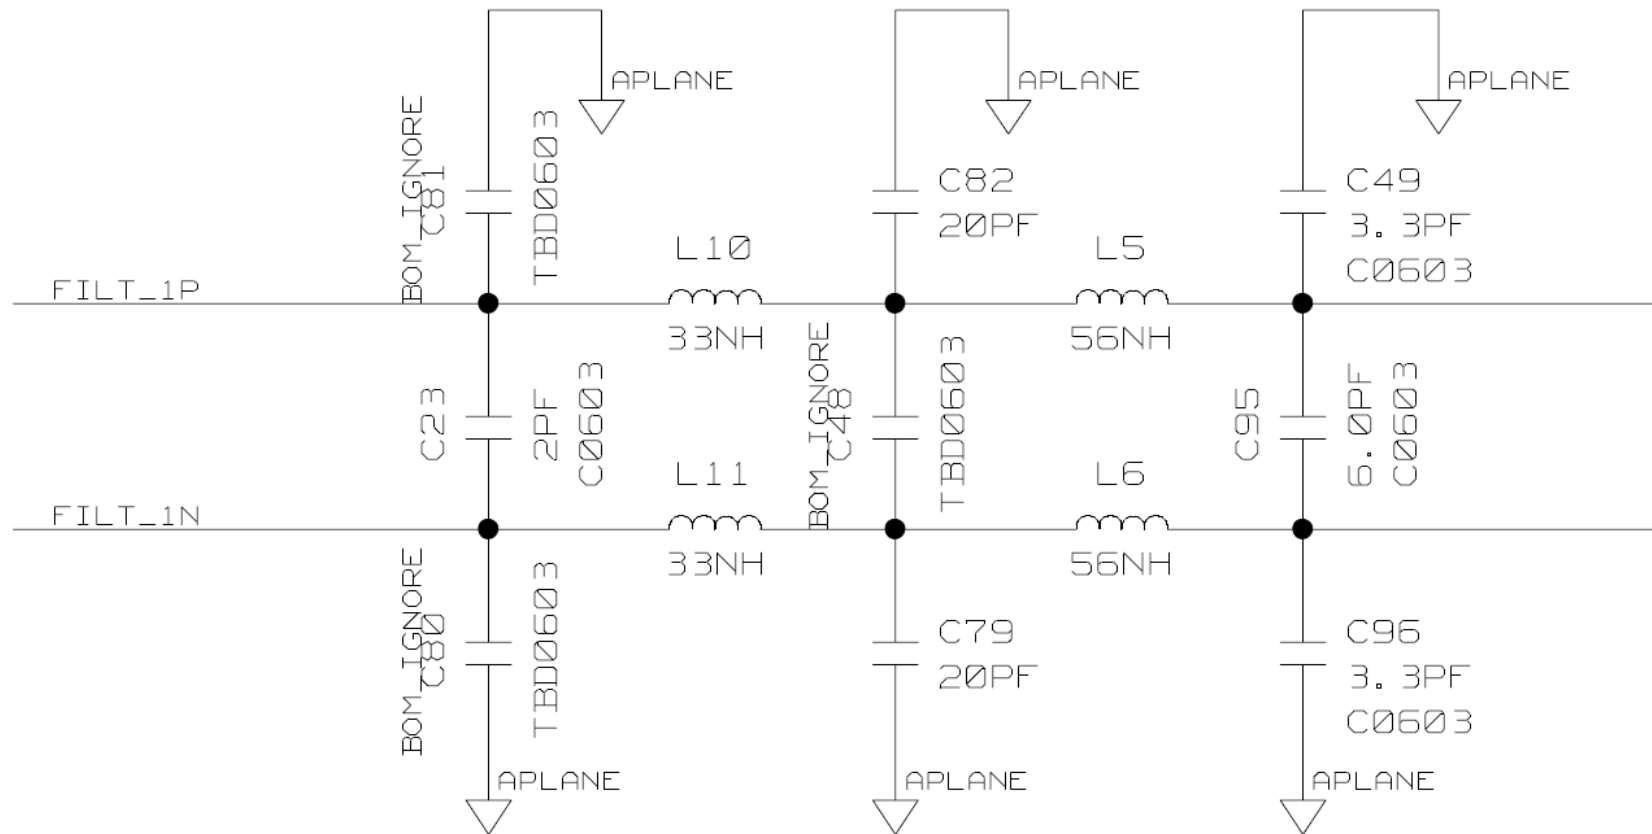 APLANE
APLANE
APLANE
BOM_IGNORE
C81
TBD0603
C82
20PF
C49
3.3PF
C0603
L10
33NH
L5
56NH
FILT_1P
C23
2PF
C0603
BOM_IGNORE
C48
TBD0603
C95
6.0PF
C0603
L11
33NH
L6
56NH
FILT_1N
BOM_IGNORE
C80
TBD0603
C79
20PF
C96
3.3PF
C0603
APLANE
APLANE
APLANE